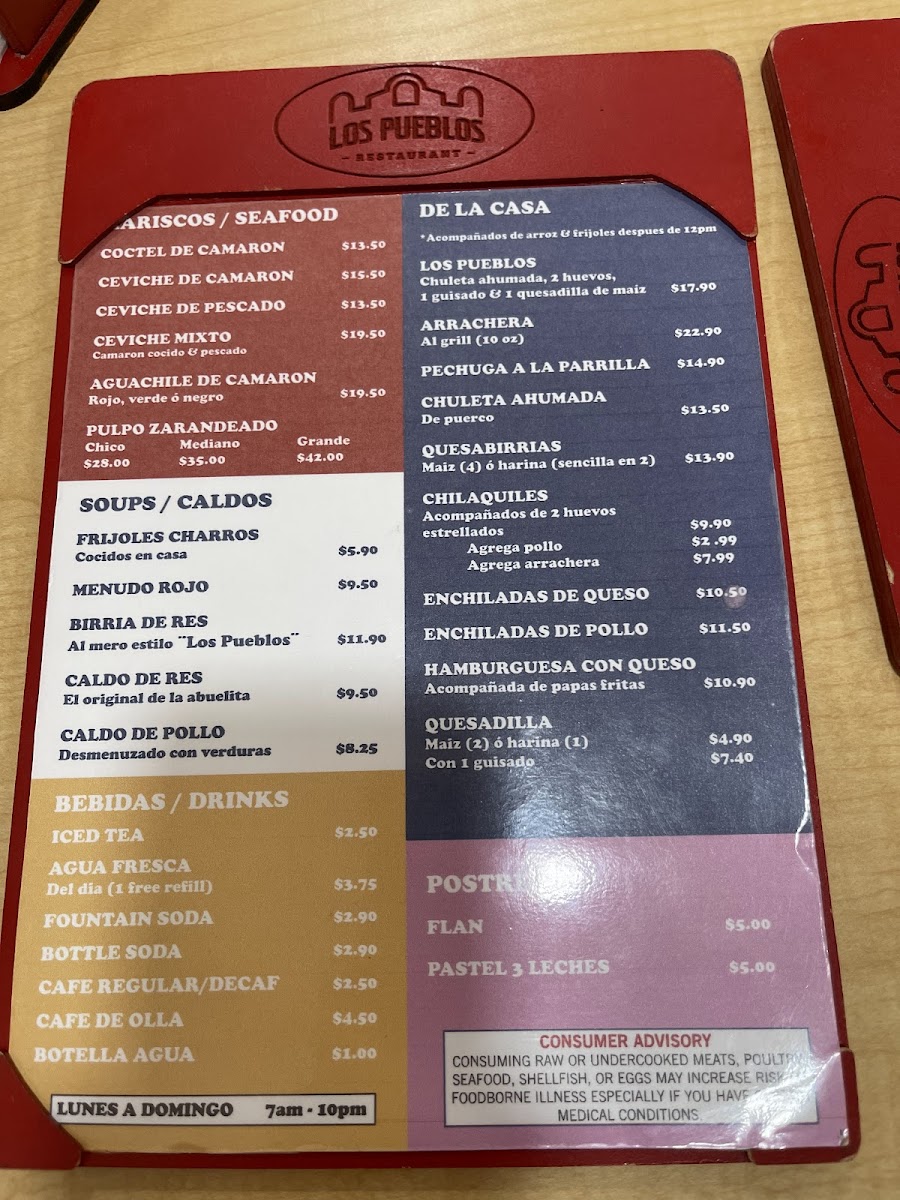 LOS PUEBLOS
- RESTAURANT -
/ SEAFOOD
COCTEL DE CAMARON $13.50
CEVICHE DE CAMARON $15.50
CEVICHE DE PESCADO $13.50
CEVICHE MIXTO $19.50
Camaron cocido & pescado
AGUACHILE DE CAMARON
Rojo, verde ó negro $19.50
PULPO ZARANDEADO
Chico Mediano Grande
$28.00 $35.00 $42.00
SOUPS / CALDOS
FRIJOLES CHARROS
Cocidos en casa $5.90
MENUDO ROJO $9.50
BIRRIA DE RES
Al mero estilo ¨Los Pueblos¨ $11.90
CALDO DE RES
El original de la abuelita $9.50
CALDO DE POLLO
Desmenuzado con verduras $8.25
BEBIDAS / DRINKS
ICED TEA $2.50
AGUA FRESCA
Del dia (1 free refill) $3.75
FOUNTAIN SODA $2.90
BOTTLE SODA $2.90
CAFE REGULAR/DECAF $2.50
CAFE DE OLLA $4.50
BOTELLA AGUA $1.00
LUNES A DOMINGO 7am - 10pm
DE LA CASA
*Acompañados de arroz & frijoles despues de 12pm
LOS PUEBLOS
Chuleta ahumada, 2 huevos,
1 guisado & 1 quesadilla de maiz $17.90
ARRACHERA
Al grill (10 oz) $22.90
PECHUGA A LA PARRILLA $14.90
CHULETA AHUMADA
De puerco $13.50
QUESABIRRIAS
Maiz (4) ó harina (sencilla en 2) $13.90
CHILAQUILES
Acompañados de 2 huevos
estrellados $9.90
Agrega pollo $2 .99
Agrega arrachera $7.99
ENCHILADAS DE QUESO $10.50
ENCHILADAS DE POLLO $11.50
HAMBURGUESA CON QUESO
Acompañada de papas fritas $10.90
QUESADILLA
Maiz (2) ó harina (1) $4.90
Con 1 guisado $7.40
FLAN $5.00
PASTEL 3 LECHES $5.00
CONSUMER ADVISORY
CONSUMING RAW OR UNDERCOOKED MEATS, POULTRY
SEAFOOD, SHELLFISH, OR EGGS MAY INCREASE
FOODBORNE ILLNESS ESPECIALLY IF YOU HAVE
MEDICAL CONDITIONS.